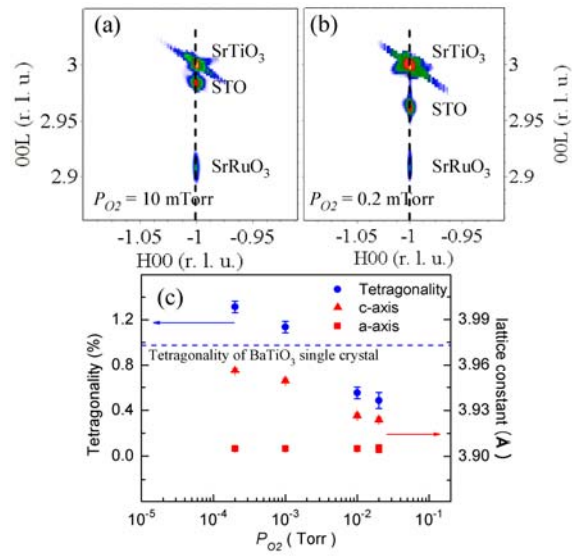 (a)
SrTiO₃
STO
SrRuO₃
P_O2 = 10 mTorr
00L (r. l. u.)
3
2.95
2.9
-1.05 -1 -0.95
H00 (r. l. u.)
(b)
SrTiO₃
STO
SrRuO₃
P_O2 = 0.2 mTorr
3
2.95
2.9
00L (r. l. u.)
-1.05 -1 -0.95
H00 (r. l. u.)
(c)
Tetragonality
c-axis
a-axis
Tetragonality of BaTiO₃ single crystal
Tetragonality (%)
1.2
0.8
0.4
0.0
3.99
3.96
3.93
3.90
lattice constant (Å)
10⁻⁵ 10⁻⁴ 10⁻³ 10⁻² 10⁻¹
P_O2 ( Torr)